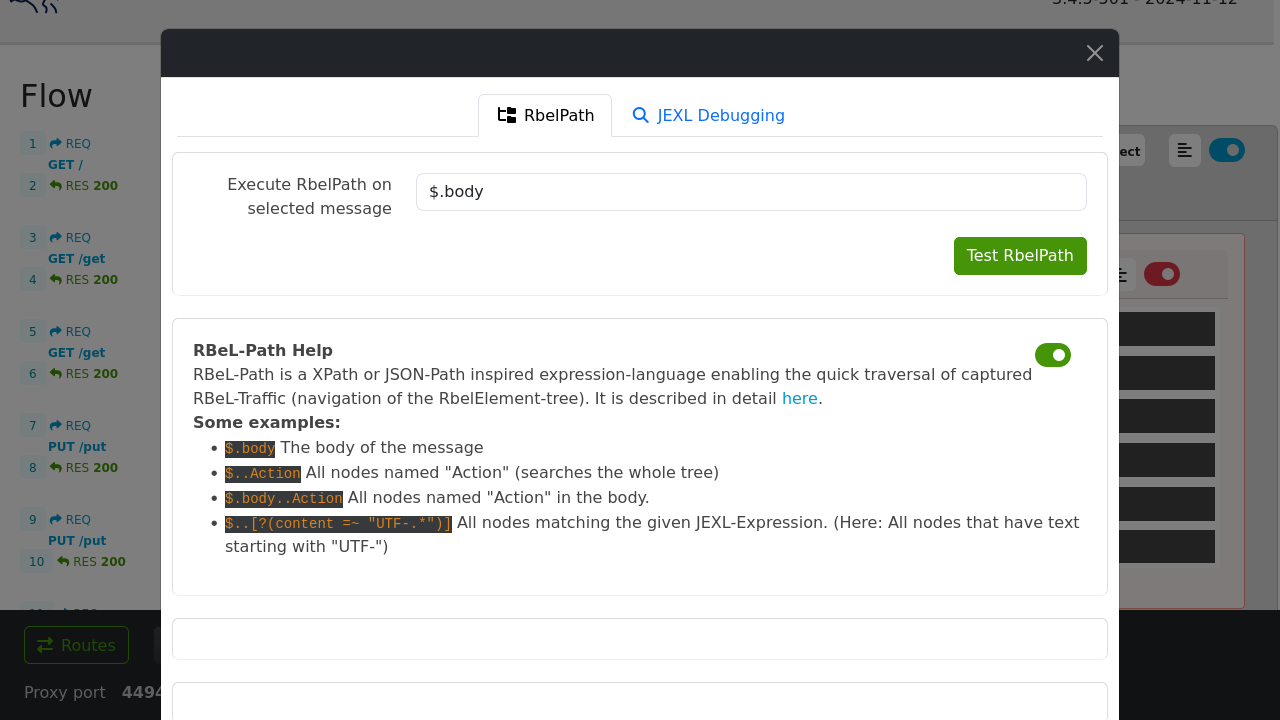 3.4.5-501 - 2024-11-12
Flow
1 REQ
GET /
2 RES 200
3 REQ
GET /get
4 RES 200
5 REQ
GET /get
6 RES 200
7 REQ
PUT /put
8 RES 200
9 REQ
PUT /put
10 RES 200
RbelPath
JEXL Debugging
ect
Execute RbelPath on
selected message
$.body
Test RbelPath
RBeL-Path Help
RBeL-Path is a XPath or JSON-Path inspired expression-language enabling the quick traversal of captured
RBeL-Traffic (navigation of the RbelElement-tree). It is described in detail here.
Some examples:
• $.body The body of the message
• $..Action All nodes named "Action" (searches the whole tree)
• $.body..Action All nodes named "Action" in the body.
• $..[?(content =~ "UTF-.*")] All nodes matching the given JEXL-Expression. (Here: All nodes that have text
starting with "UTF-")
Routes
Proxy port 4494